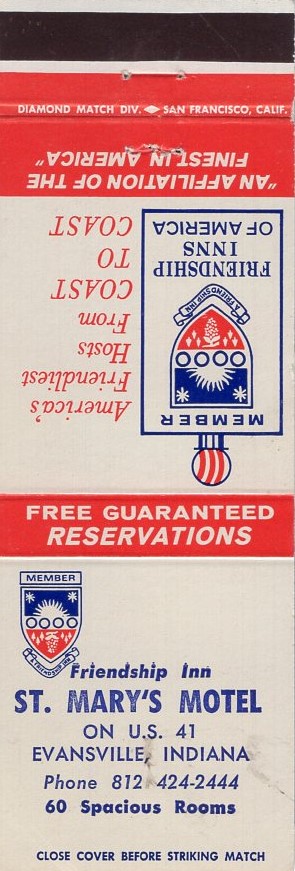 DIAMOND MATCH DIV. SAN FRANCISCO, CALIF.
"AN AFFILIATION OF THE
FINEST IN AMERICA"
FRIENDSHIP
INNS
OF AMERICA
A FRIENDSHIP INN
MEMBER
America's
Friendliest
Hosts
From
COAST
TO
COAST
FREE GUARANTEED
RESERVATIONS
MEMBER
Friendship Inn
ST. MARY'S MOTEL
ON U.S. 41
EVANSVILLE, INDIANA
Phone 812 424-2444
60 Spacious Rooms
CLOSE COVER BEFORE STRIKING MATCH